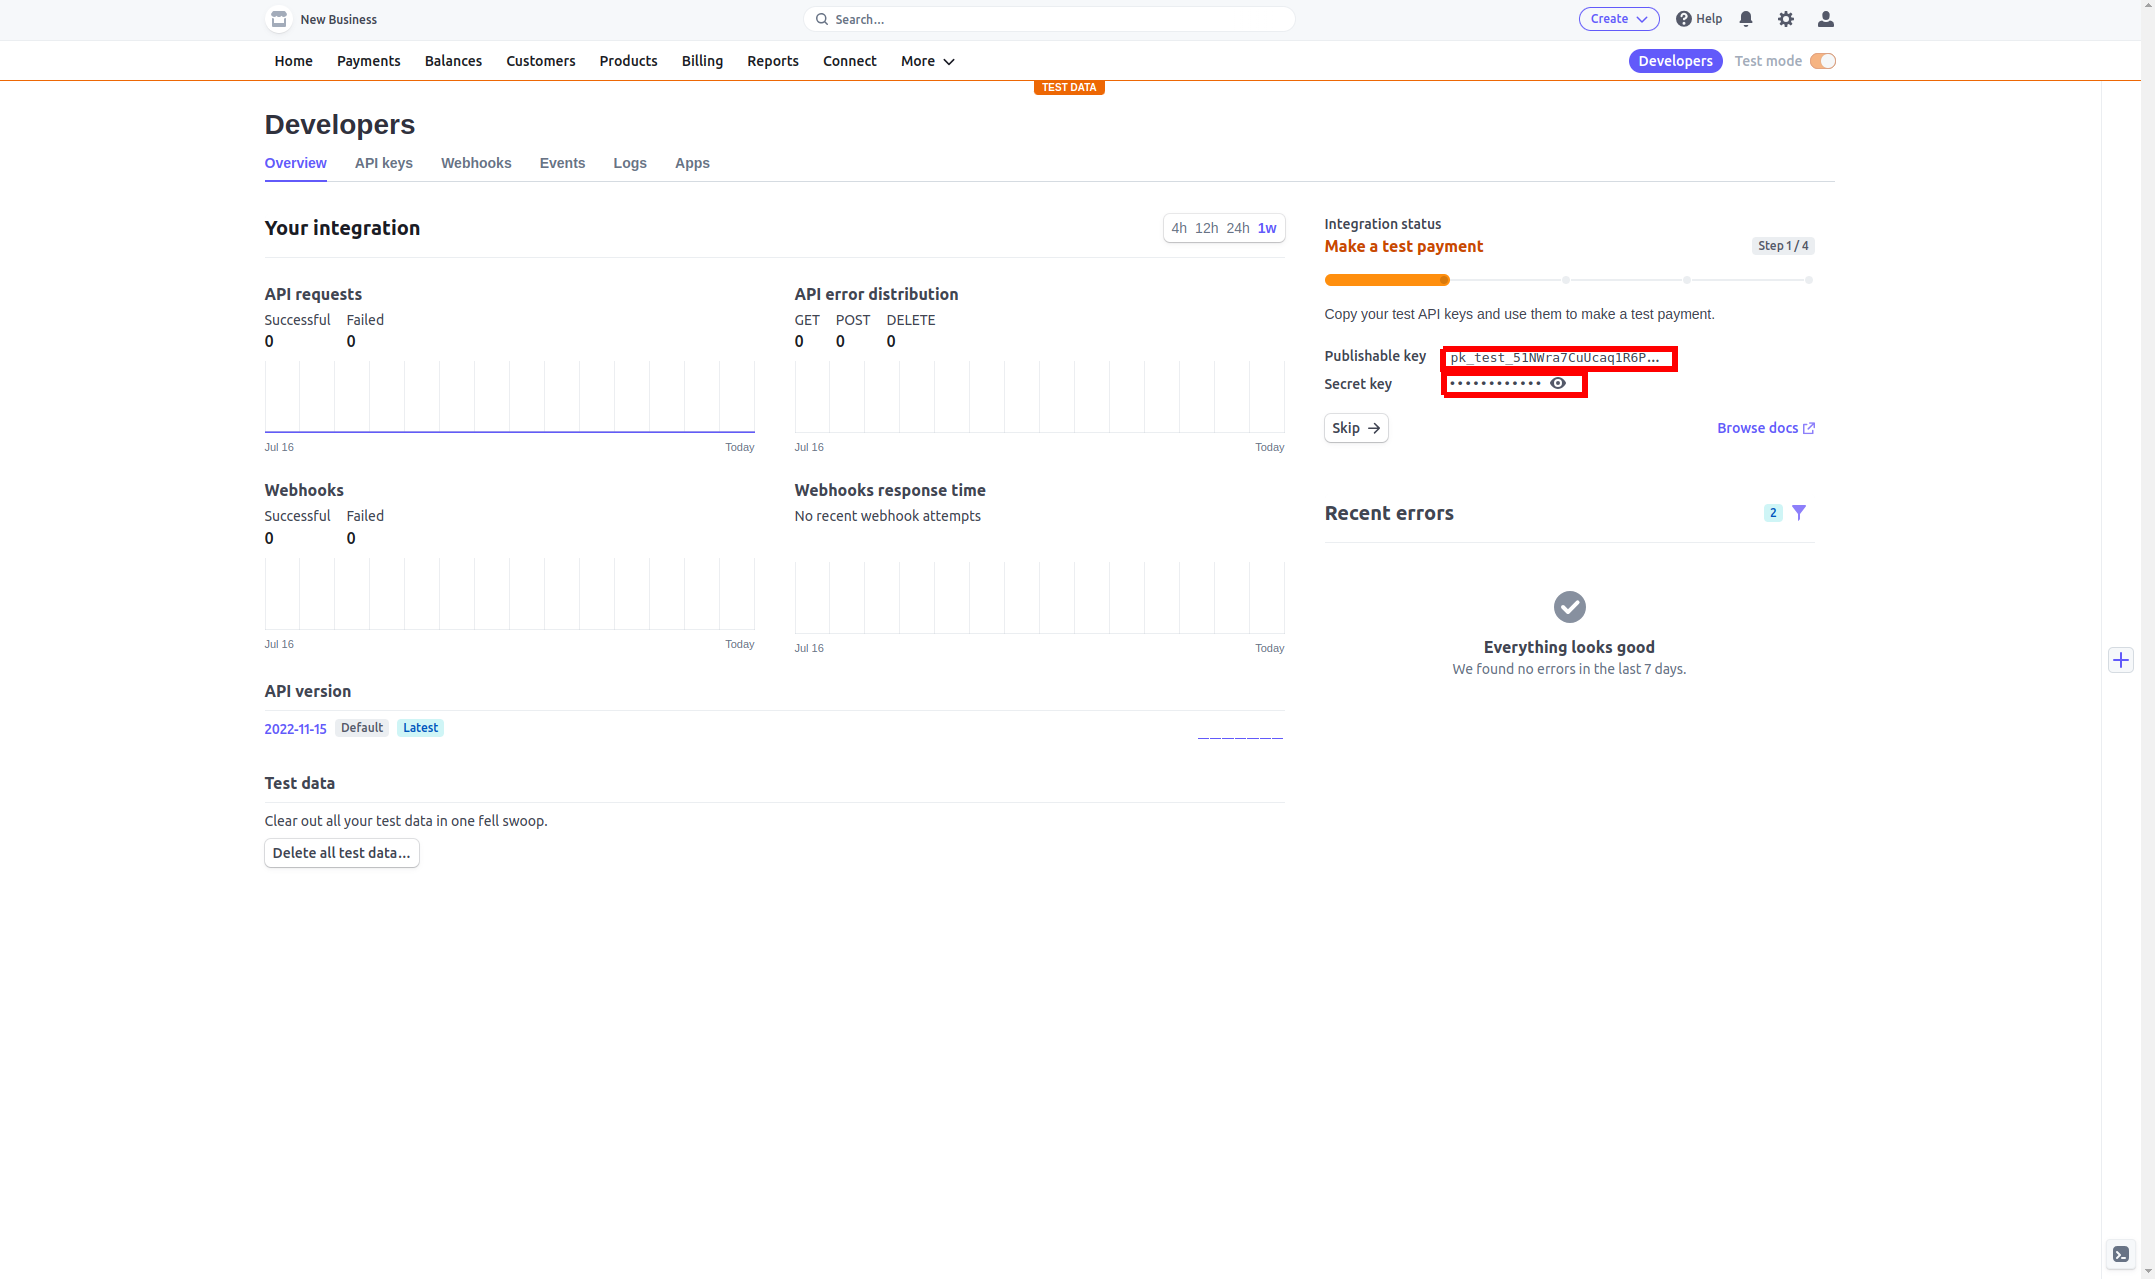 New Business
Search...
Create
Help
Home Payments Balances Customers Products Billing Reports Connect More
Developers Test mode
TEST DATA
Developers
Overview API keys Webhooks Events Logs Apps
Your integration
4h 12h 24h 1w
API requests
Successful Failed
0 0
Jul 16 Today
API error distribution
GET POST DELETE
0 0 0
Jul 16 Today
Webhooks
Successful Failed
0 0
Jul 16 Today
Webhooks response time
No recent webhook attempts
Jul 16 Today
API version
2022-11-15 Default Latest
Test data
Clear out all your test data in one fell swoop.
Delete all test data...
Integration status
Make a test payment
Step 1 / 4
Copy your test API keys and use them to make a test payment.
Publishable key pk_test_51NWra7CuUcaq1R6P...
Secret key ••••••••••••
Skip →
Browse docs
Recent errors
2
Everything looks good
We found no errors in the last 7 days.